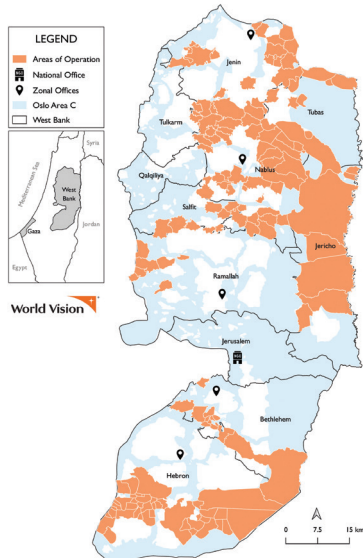 LEGEND
Areas of Operation
National Office
Zonal Offices
Oslo Area C
West Bank
Mediterranean Sea
Syria
West
Bank
Gaza
Jordan
Egypt
World Vision
Jenin
Tubas
Tulkarm
Nablus
Qalqiliya
Salfit
Jericho
Ramallah
Jerusalem
Bethlehem
Hebron
0
7.5
15 km